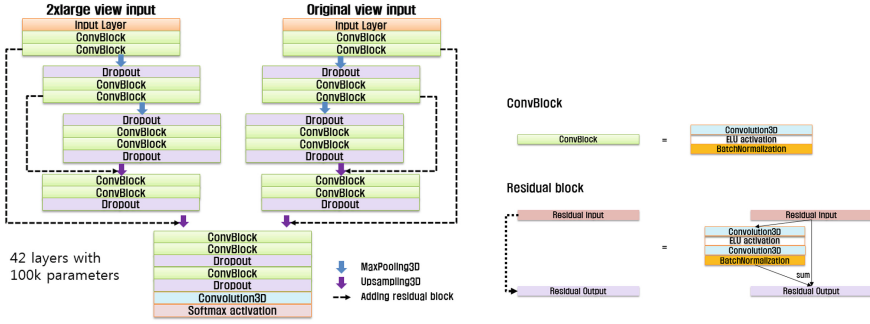 2xlarge view input
Input Layer
ConvBlock
ConvBlock
Dropout
ConvBlock
ConvBlock
Dropout
ConvBlock
ConvBlock
Dropout
ConvBlock
ConvBlock
Dropout
Original view input
Input Layer
ConvBlock
ConvBlock
Dropout
ConvBlock
ConvBlock
Dropout
ConvBlock
ConvBlock
Dropout
ConvBlock
ConvBlock
Dropout
ConvBlock
ConvBlock
Dropout
ConvBlock
Dropout
Convolution3D
Softmax activation
42 layers with
100k parameters
MaxPooling3D
Upsampling3D
Adding residual block
ConvBlock
ConvBlock
=
Convolution3D
ELU activation
BatchNormalization
Residual block
Residual Input
Residual Output
=
Residual Input
Convolution3D
ELU activation
Convolution3D
BatchNormalization
sum
Residual Output